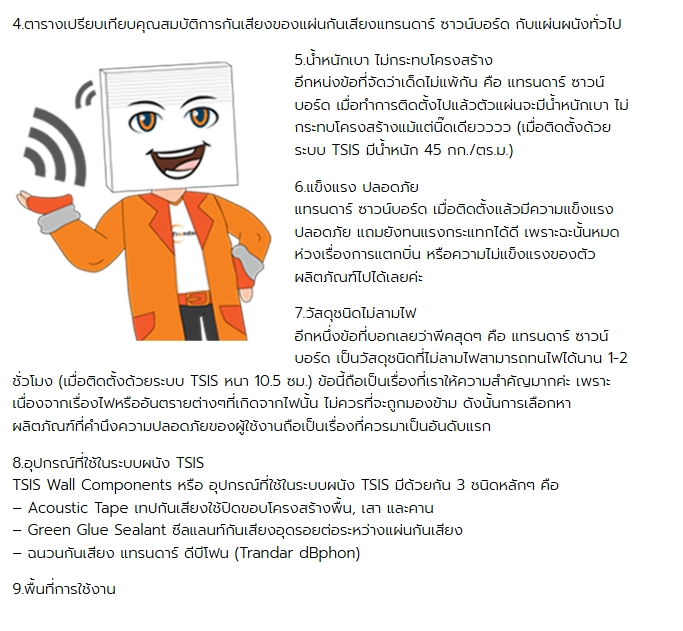 4.ตารางเปรียบเทียบคุณสมบัติการกันเสียงของแผ่นกันเสียงแทรนดาร์ ซาวน์บอร์ด กับแผ่นผนังทั่วไป
5.น้ำหนักเบา ไม่กระทบโครงสร้าง
อีกหน่งข้อที่จัดว่าเด็ดไม่แพ้กัน คือ แทรนดาร์ ซาวน์
บอร์ด เมื่อทำการติดตั้งไปแล้วตัวแผ่นจะมีน้ำหนักเบา ไม่
กระทบโครงสร้างแม้แต่นิ๊ดเดียวววว (เมื่อติดตั้งด้วย
ระบบ TSIS มีน้ำหนัก 45 กก./ตร.ม.)
6.แข็งแรง ปลอดภัย
แทรนดาร์ ซาวน์บอร์ด เมื่อติดตั้งแล้วมีความแข็งแรง
ปลอดภัย แถมยังทนแรงกระแทกได้ดี เพราะฉะนั้นหมด
ห่วงเรื่องการแตกบิ่น หรือความไม่แข็งแรงของตัว
ผลิตภัณฑ์ไปได้เลยค่ะ
Trandar
7.วัสดุชนิดไม่ลามไฟ
อีกหนึ่งข้อที่บอกเลยว่าพีคสุดๆ คือ แทรนดาร์ ซาวน์
บอร์ด เป็นวัสดุชนิดที่ไม่ลามไฟสามารถทนไฟได้นาน 1-2
ชั่วโมง (เมื่อติดตั้งด้วยระบบ TSIS หนา 10.5 ซม.) ข้อนี้ถือเป็นเรื่องที่เราให้ความสำคัญมากค่ะ เพราะ
เนื่องจากเรื่องไฟหรืออันตรายต่างๆที่เกิดจากไฟนั้น ไม่ควรที่จะถูกมองข้าม ดังนั้นการเลือกหา
ผลิตภัณฑ์ที่คำนึงความปลอดภัยของผู้ใช้งานถือเป็นเรื่องที่ควรมาเป็นอันดับแรก
8.อุปกรณ์ที่ใช้ในระบบผนัง TSIS
TSIS Wall Components หรือ อุปกรณ์ที่ใช้ในระบบผนัง TSIS มีด้วยกัน 3 ชนิดหลักๆ คือ
– Acoustic Tape เทปกันเสียงใช้ปิดขอบโครงสร้างพื้น, เสา และคาน
– Green Glue Sealant ซีลแลนท์กันเสียงอุดรอยต่อระหว่างแผ่นกันเสียง
– ฉนวนกันเสียง แทรนดาร์ ดีบีโฟน (Trandar dBphon)
9.พื้นที่การใช้งาน